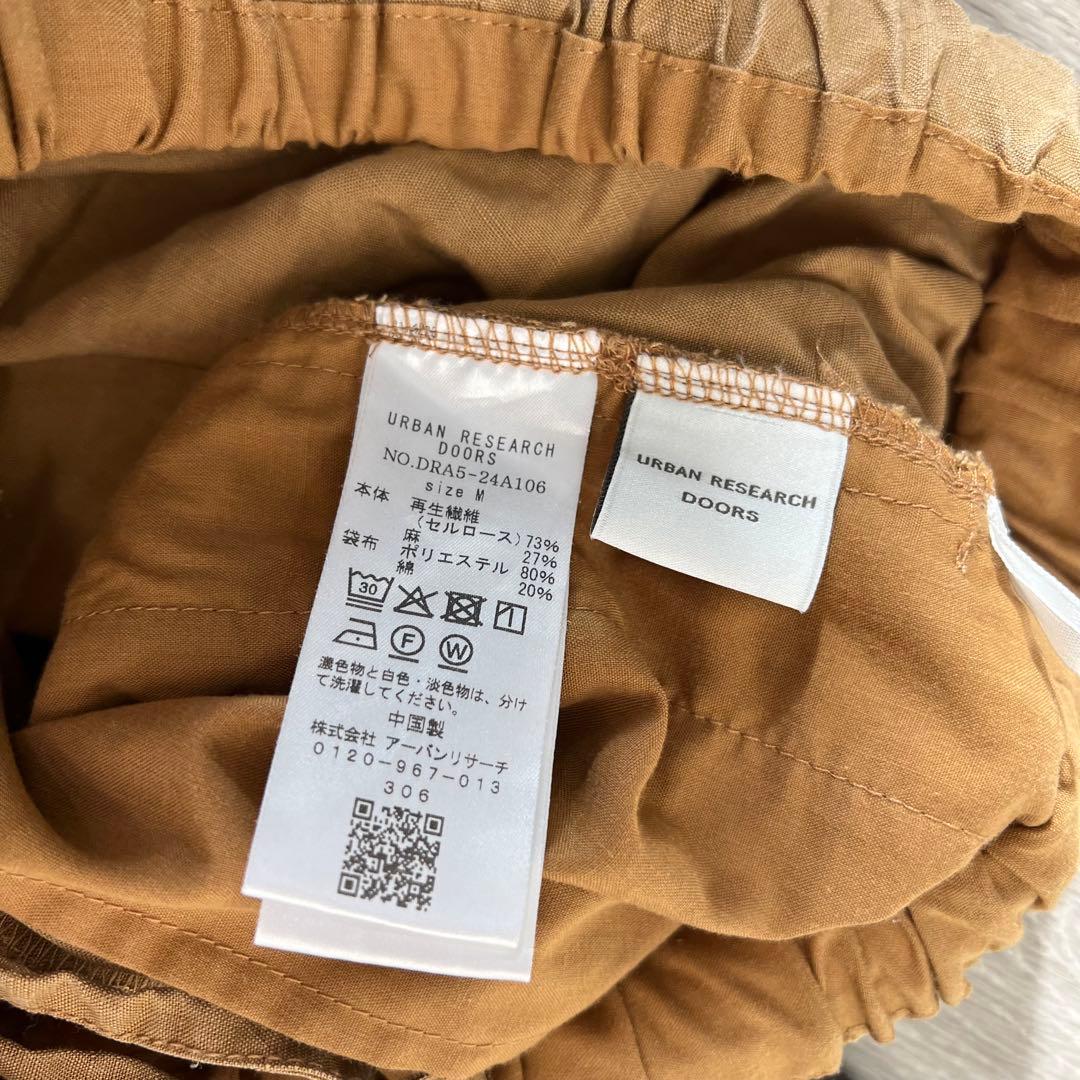 URBAN RESEARCH
DOORS
NO.DRA5-24A106
size M
本体 再生繊維
(セルロース) 73%
麻 27%
袋布 ポリエステル 80%
綿 20%
30
F W
濃色物と白色・淡色物は、分け
て洗濯してください。
中国製
株式会社 アーバンリサーチ
0120-967-013
306
URBAN RESEARCH
DOORS